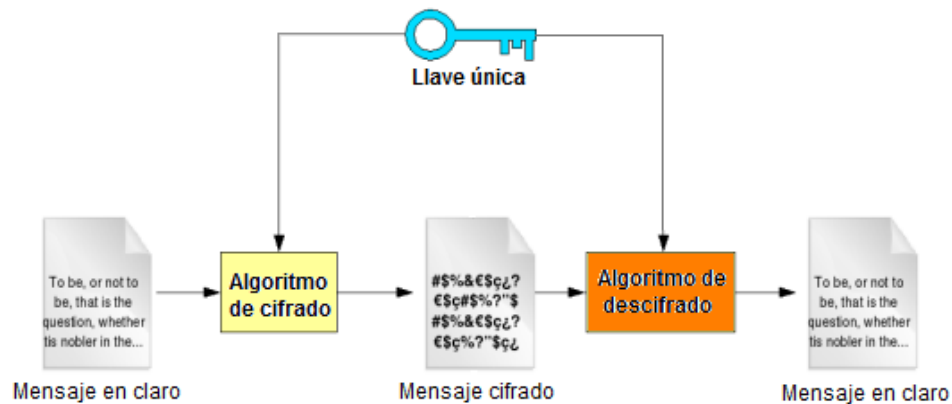 Llave única
To be, or not to
be, that is the
question, whether
tis nobler in the...
Mensaje en claro
Algoritmo
de cifrado
#$%&€$ç¿?
€$ç#$%?"$
#$%&€$ç¿?
€$ç%?"$ç¿
Mensaje cifrado
Algoritmo de
descifrado
To be, or not to
be, that is the
question, whether
tis nobler in the...
Mensaje en claro